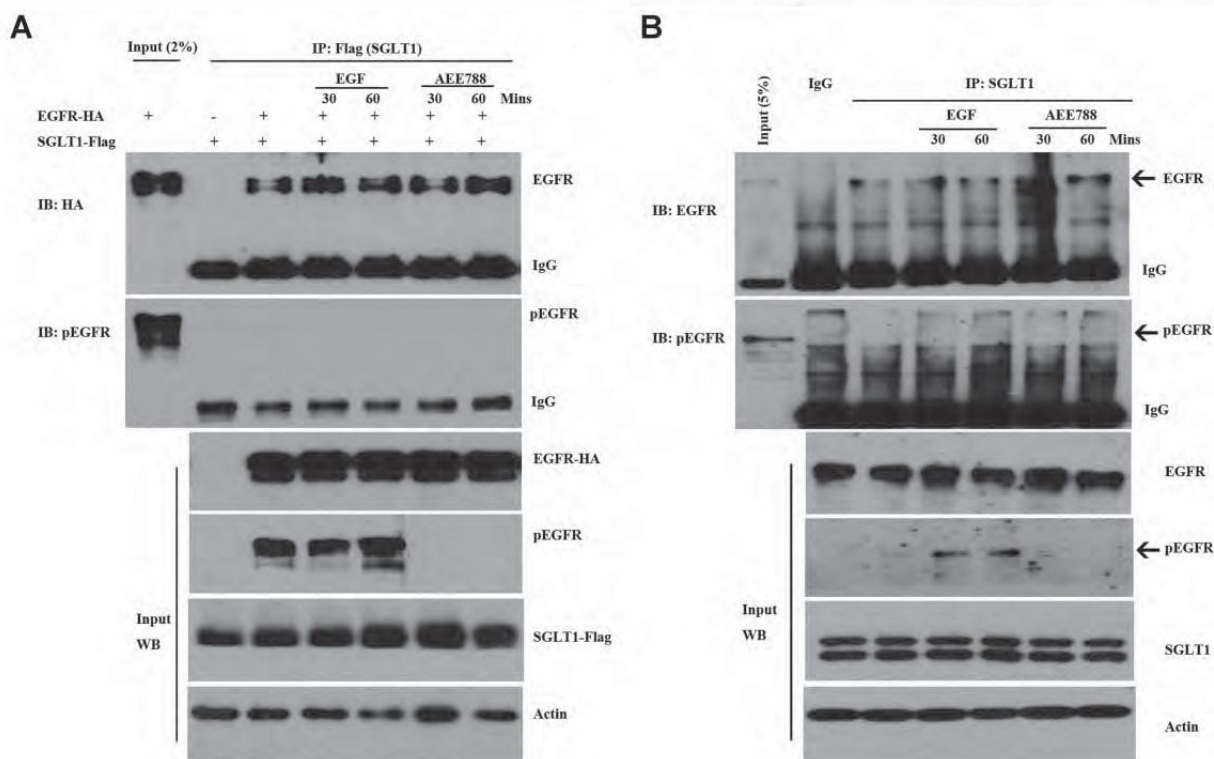 A
Input (2%)
IP: Flag (SGLT1)
EGF
AEE788
30 60 30 60 Mins
EGFR-HA + - + + + + +
SGLT1-Flag + + + + + +
IB: HA
EGFR
IgG
IB: pEGFR
pEGFR
IgG
Input
WB
EGFR-HA
pEGFR
SGLT1-Flag
Actin
B
Input (5%)
IgG
IP: SGLT1
EGF
AEE788
30 60 30 60 Mins
IB: EGFR
EGFR
IgG
IB: pEGFR
pEGFR
IgG
Input
WB
EGFR
pEGFR
SGLT1
Actin